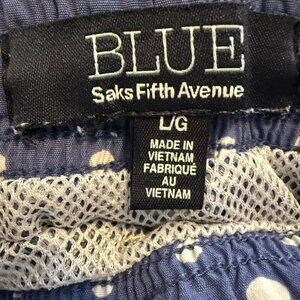 BLUE
Saks Fifth Avenue
L/G
MADE IN
VIETNAM
FABRIQUÉ
AU
VIETNAM